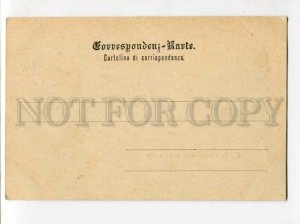 Correspondenz-Karte.
Cartolina di corrispondenza.
NOT FOR COPY